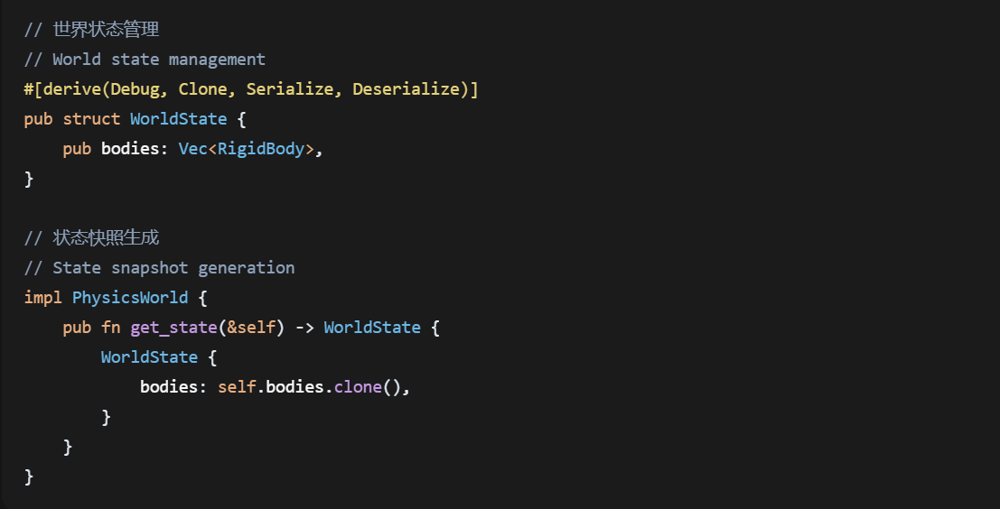 // 世界状态管理
// World state management
#[derive(Debug, Clone, Serialize, Deserialize)]
pub struct WorldState {
    pub bodies: Vec<RigidBody>,
}

// 状态快照生成
// State snapshot generation
impl PhysicsWorld {
    pub fn get_state(&self) -> WorldState {
        WorldState {
            bodies: self.bodies.clone(),
        }
    }
}